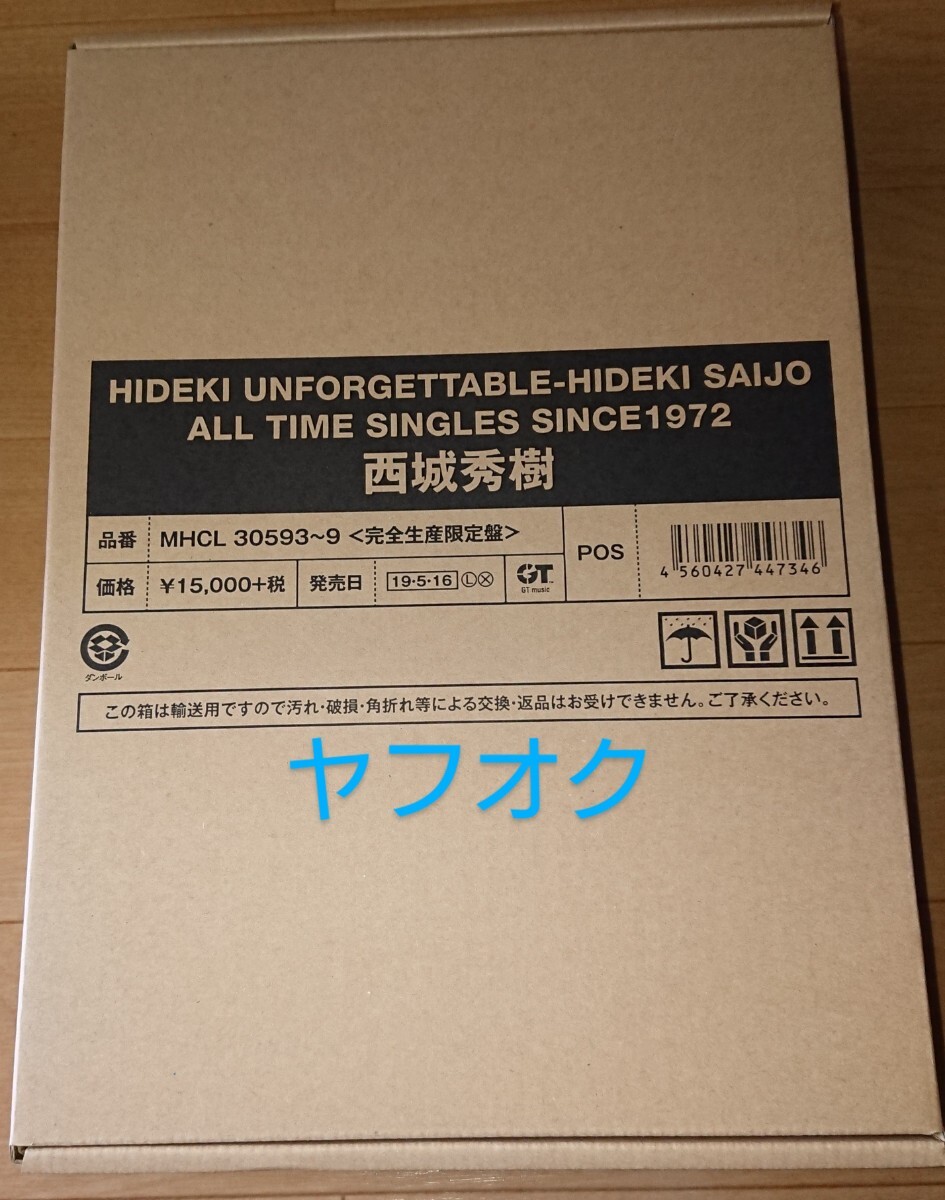 HIDEKI UNFORGETTABLE-HIDEKI SAIJO
ALL TIME SINGLES SINCE1972
西城秀樹
品番 MHCL 30593~9 <完全生産限定盤>
POS
4 560427 447346
価格 ¥15,000+税 発売日 19・5・16 Ⓛ Ⓧ
GT
GT music
ダンボール
この箱は輸送用ですので汚れ・破損・角折れ等による交換・返品はお受けできません。ご了承ください。
ヤフオク